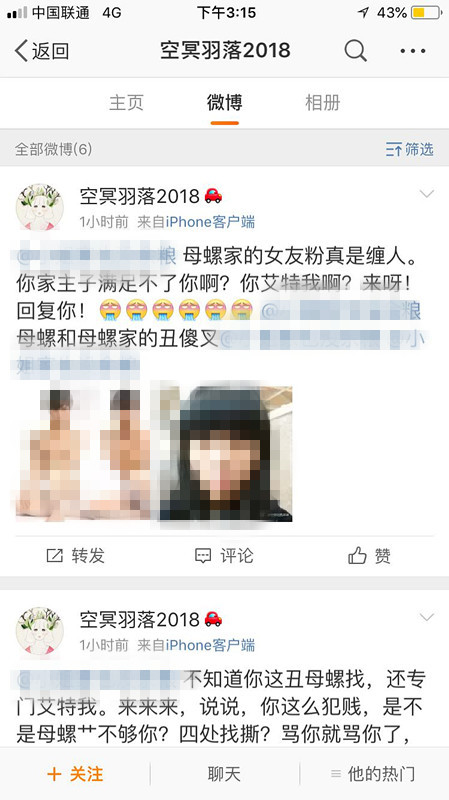 中国联通 4G 下午3:15 43%
返回 空冥羽落2018
主页 微博 相册
全部微博(6) 筛选
空冥羽落2018
1小时前 来自iPhone客户端
粮 母螺家的女友粉真是缠人。
你家主子满足不了你啊？你艾特我啊？来呀！
回复你！ 粮
母螺和母螺家的丑傻叉 小
转发 评论 赞
空冥羽落2018
1小时前 来自iPhone客户端
不知道你这丑母螺找，还专
门艾特我。来来来，说说，你这么犯贱，是不
是母螺艹不够你？四处找撕？骂你就骂你了，
+ 关注 聊天 他的热门